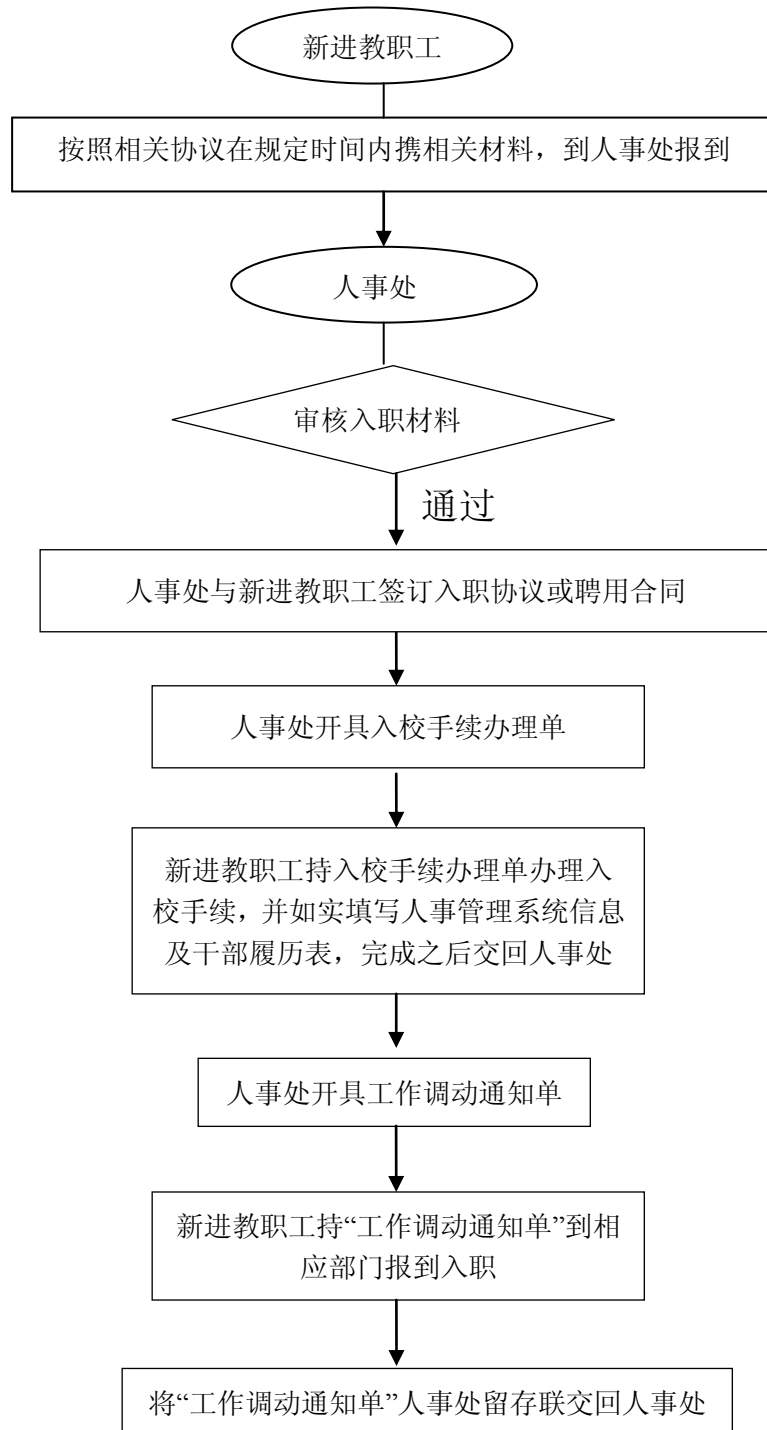 新进教职工
按照相关协议在规定时间内携相关材料，到人事处报到
人事处
审核入职材料
通过
人事处与新进教职工签订入职协议或聘用合同
人事处开具入校手续办理单
新进教职工持入校手续办理单办理入
校手续，并如实填写人事管理系统信息
及干部履历表，完成之后交回人事处
人事处开具工作调动通知单
新进教职工持“工作调动通知单”到相
应部门报到入职
将“工作调动通知单”人事处留存联交回人事处